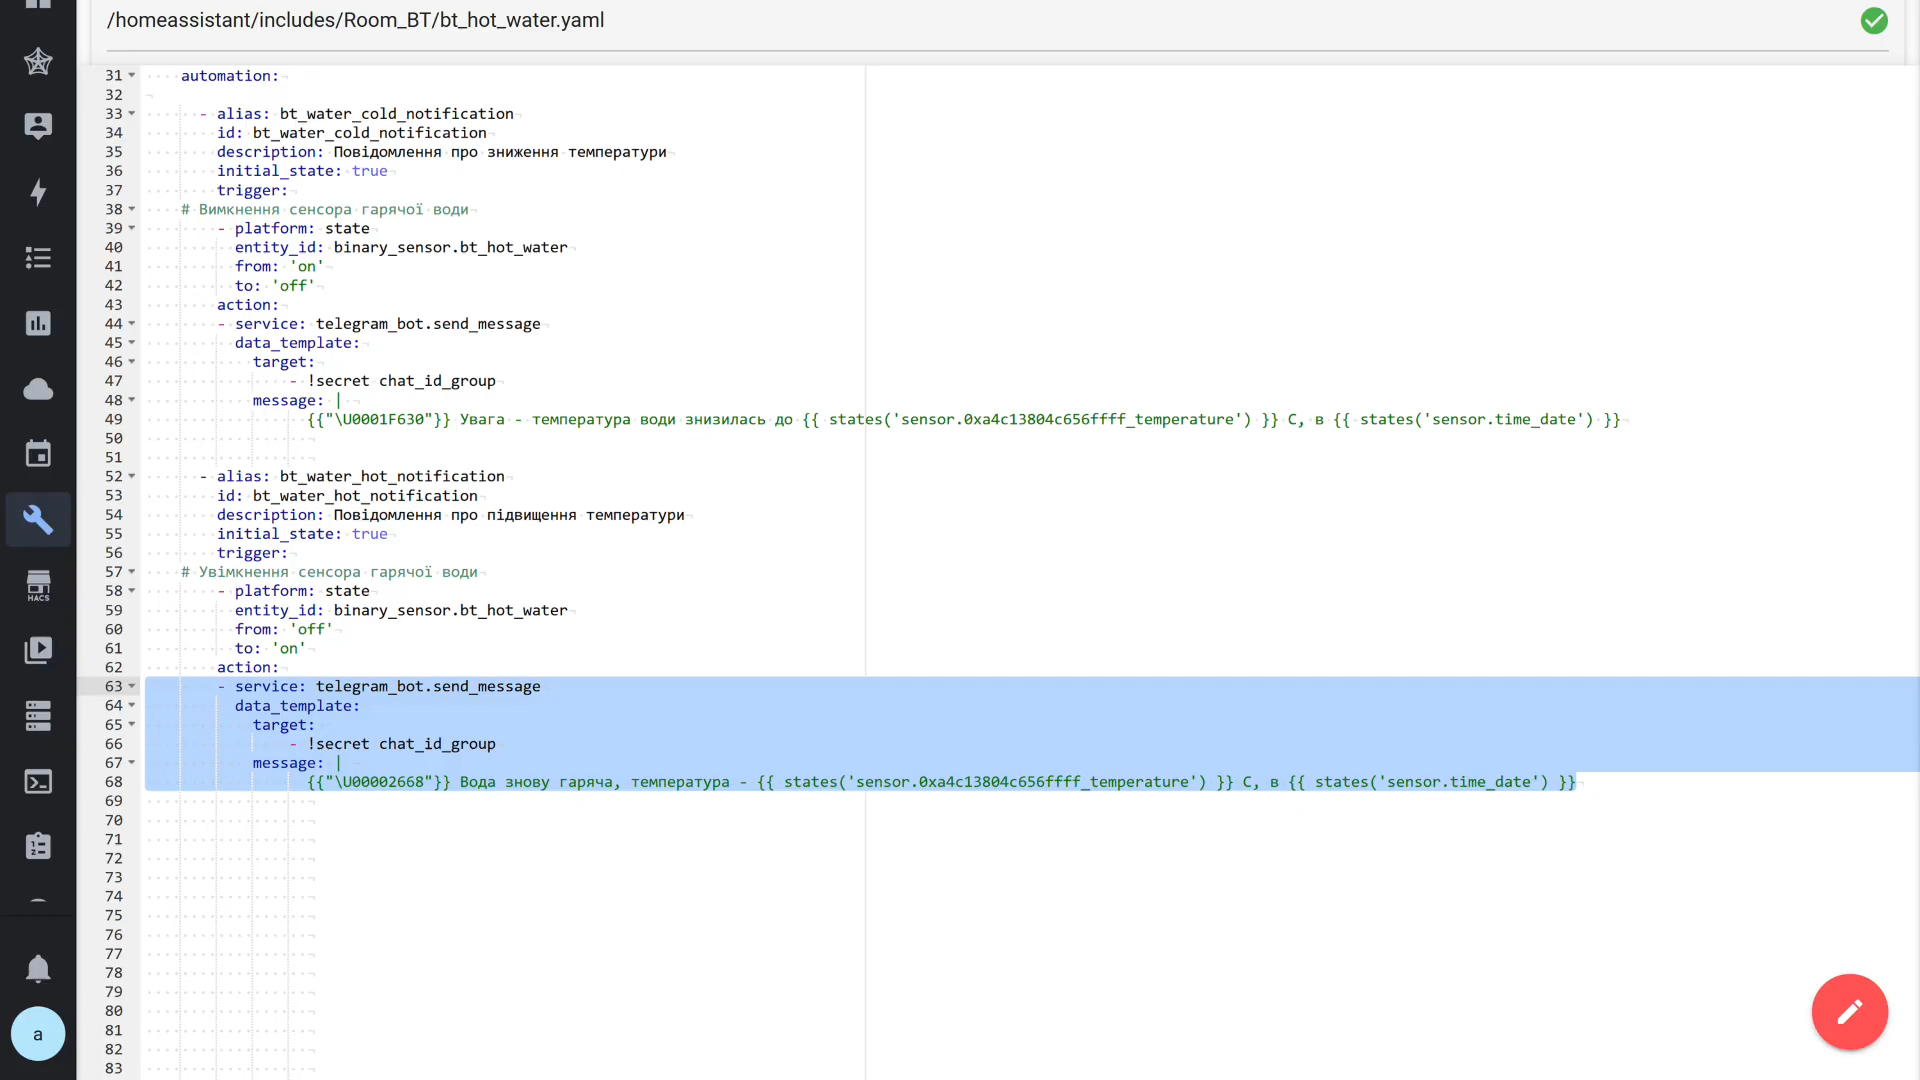 /homeassistant/includes/Room_BT/bt_hot_water.yaml
31 automation:
32
33 - alias: bt_water_cold_notification
34 id: bt_water_cold_notification
35 description: Повідомлення про зниження температури
36 initial_state: true
37 trigger:
38 # Вимкнення сенсора гарячої води
39 - platform: state
40 entity_id: binary_sensor.bt_hot_water
41 from: 'on'
42 to: 'off'
43 action:
44 - service: telegram_bot.send_message
45 data_template:
46 target:
47 - !secret chat_id_group
48 message: |
49 {{"\U0001F630"}} Увага - температура води знизилась до {{ states('sensor.0xa4c13804c656ffff_temperature') }} C, в {{ states('sensor.time_date') }}
50
51
52 - alias: bt_water_hot_notification
53 id: bt_water_hot_notification
54 description: Повідомлення про підвищення температури
55 initial_state: true
56 trigger:
57 # Увімкнення сенсора гарячої води
58 - platform: state
59 entity_id: binary_sensor.bt_hot_water
60 from: 'off'
61 to: 'on'
62 action:
63 - service: telegram_bot.send_message
64 data_template:
65 target:
66 - !secret chat_id_group
67 message: |
68 {{"\U00002668"}} Вода знову гаряча, температура - {{ states('sensor.0xa4c13804c656ffff_temperature') }} C, в {{ states('sensor.time_date') }}
69
70
71
72
73
74
75
76
77
78
79
80
81
82
83
HACS
a